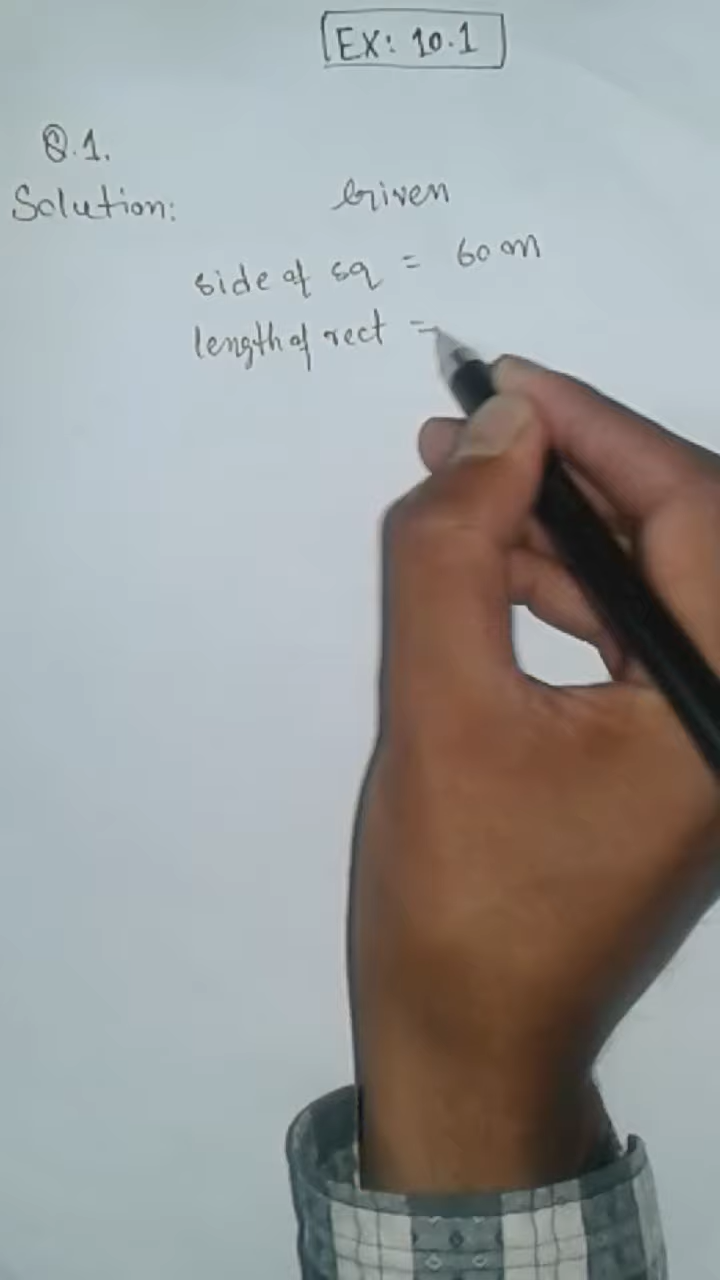 Ex: 10.1
Q.1.
Solution: Given
side of sq = 60 m
length of rect =